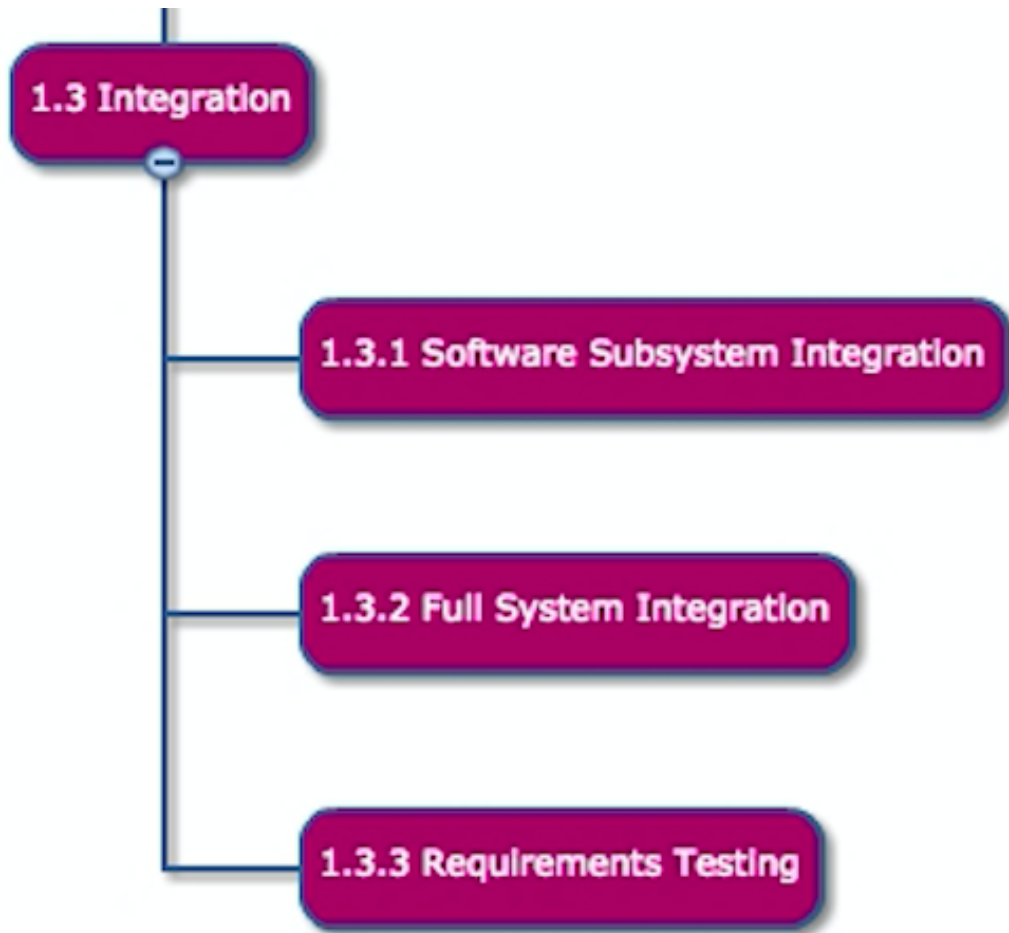 1.3 Integration
1.3.1 Software Subsystem Integration
1.3.2 Full System Integration
1.3.3 Requirements Testing